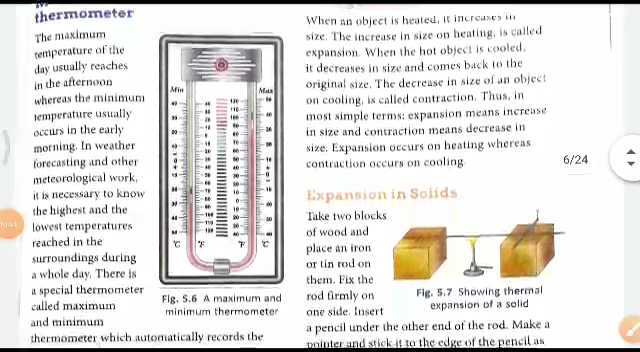 thermometer
The maximum
temperature of the
day usually reaches
in the afternoon
whereas the minimum
temperature usually
occurs in the early
morning. In weather
forecasting and other
meteorological work,
it is necessary to know
the highest and the
lowest temperatures
reached in the
surroundings during
a whole day. There is
a special thermometer
called maximum
and minimum
thermometer which automatically records the
Min
Max
°C
°F
°F
°C
Fig. 5.6 A maximum and
minimum thermometer
When an object is heated, it increases in
size. The increase in size on heating, is called
expansion. When the hot object is cooled,
it decreases in size and comes back to the
original size. The decrease in size of an object
on cooling, is called contraction. Thus, in
most simple terms: expansion means increase
in size and contraction means decrease in
size. Expansion occurs on heating whereas
contraction occurs on cooling.
6/24
Expansion in Solids
Take two blocks
of wood and
place an iron
or tin rod on
them. Fix the
rod firmly on
one side. Insert
a pencil under the other end of the rod. Make a
pointer and stick it to the edge of the pencil as
Fig. 5.7 Showing thermal
expansion of a solid